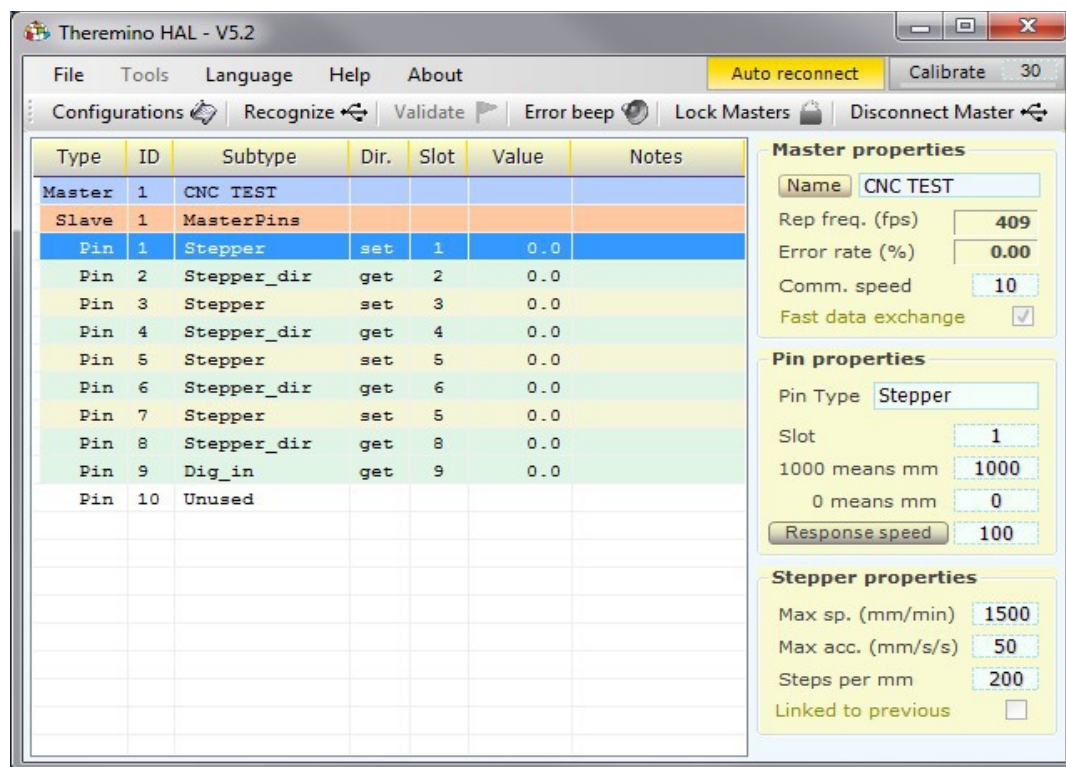 Theremino HAL - V5.2
File Tools Language Help About Auto reconnect Calibrate 30
Configurations Recognize Validate Error beep Lock Masters Disconnect Master
Type ID Subtype Dir. Slot Value Notes
Master 1 CNC TEST
Slave 1 MasterPins
Pin 1 Stepper set 1 0.0
Pin 2 Stepper_dir get 2 0.0
Pin 3 Stepper set 3 0.0
Pin 4 Stepper_dir get 4 0.0
Pin 5 Stepper set 5 0.0
Pin 6 Stepper_dir get 6 0.0
Pin 7 Stepper set 5 0.0
Pin 8 Stepper_dir get 8 0.0
Pin 9 Dig_in get 9 0.0
Pin 10 Unused
Master properties
Name CNC TEST
Rep freq. (fps) 409
Error rate (%) 0.00
Comm. speed 10
Fast data exchange
Pin properties
Pin Type Stepper
Slot 1
1000 means mm 1000
0 means mm 0
Response speed 100
Stepper properties
Max sp. (mm/min) 1500
Max acc. (mm/s/s) 50
Steps per mm 200
Linked to previous